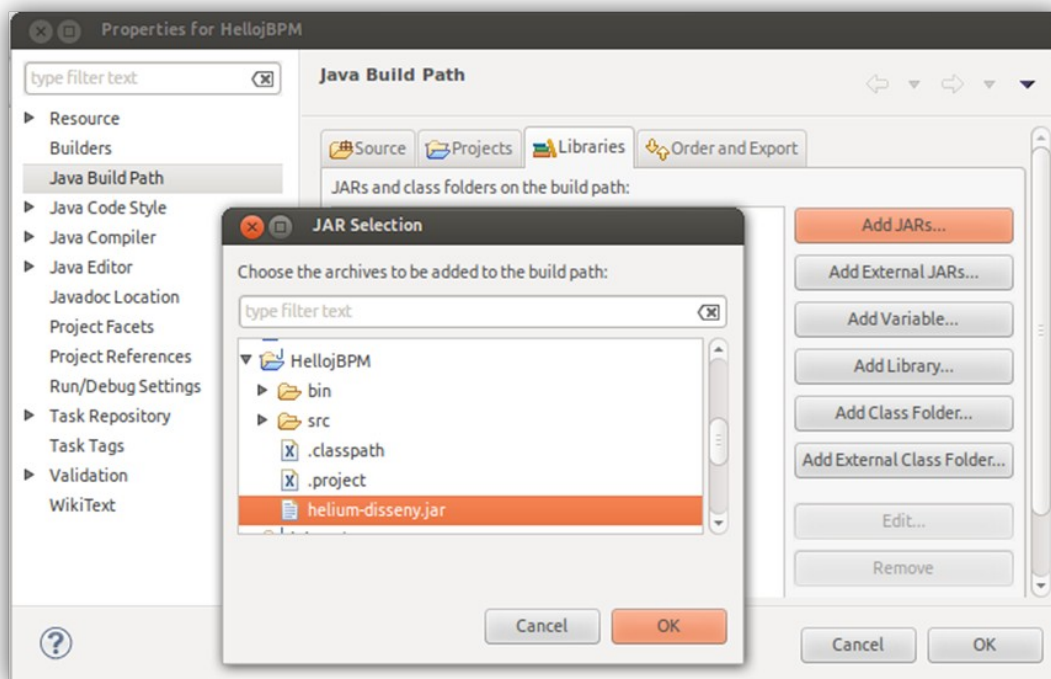 Properties for HellojBPM
type filter text
Resource
Builders
Java Build Path
Java Code Style
Java Compiler
Java Editor
Javadoc Location
Project Facets
Project References
Run/Debug Settings
Task Repository
Task Tags
Validation
WikiText
Java Build Path
Source
Projects
Libraries
Order and Export
JARs and class folders on the build path:
Add JARs...
Add External JARs...
Add Variable...
Add Library...
Add Class Folder...
Add External Class Folder...
Edit...
Remove
JAR Selection
Choose the archives to be added to the build path:
type filter text
HellojBPM
bin
src
.classpath
.project
helium-disseny.jar
Cancel
OK
Cancel
OK